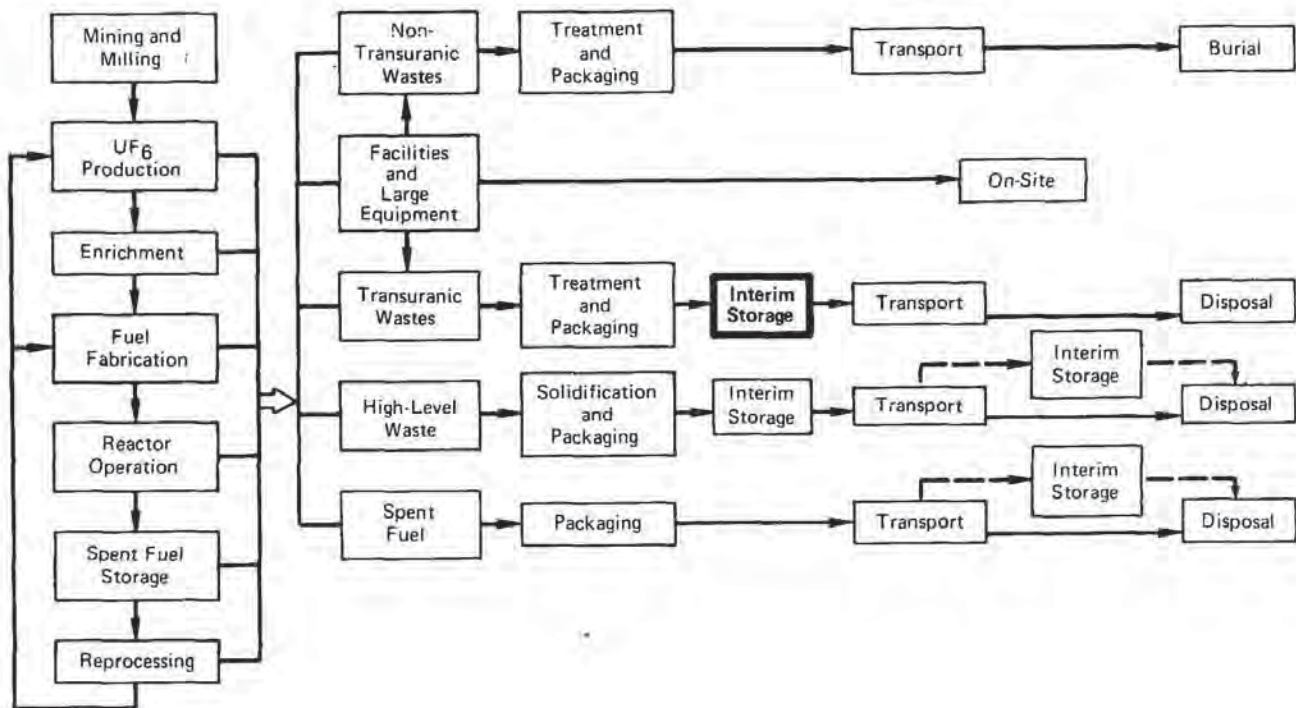 Mining and
Milling
UF6
Production
Enrichment
Fuel
Fabrication
Reactor
Operation
Spent Fuel
Storage
Reprocessing
Non-
Transuranic
Wastes
Treatment
and
Packaging
Transport
Burial
Facilities
and
Large
Equipment
On-Site
Transuranic
Wastes
Treatment
and
Packaging
Interim
Storage
Transport
Disposal
High-Level
Waste
Solidification
and
Packaging
Interim
Storage
Transport
Interim
Storage
Disposal
Spent
Fuel
Packaging
Transport
Interim
Storage
Disposal